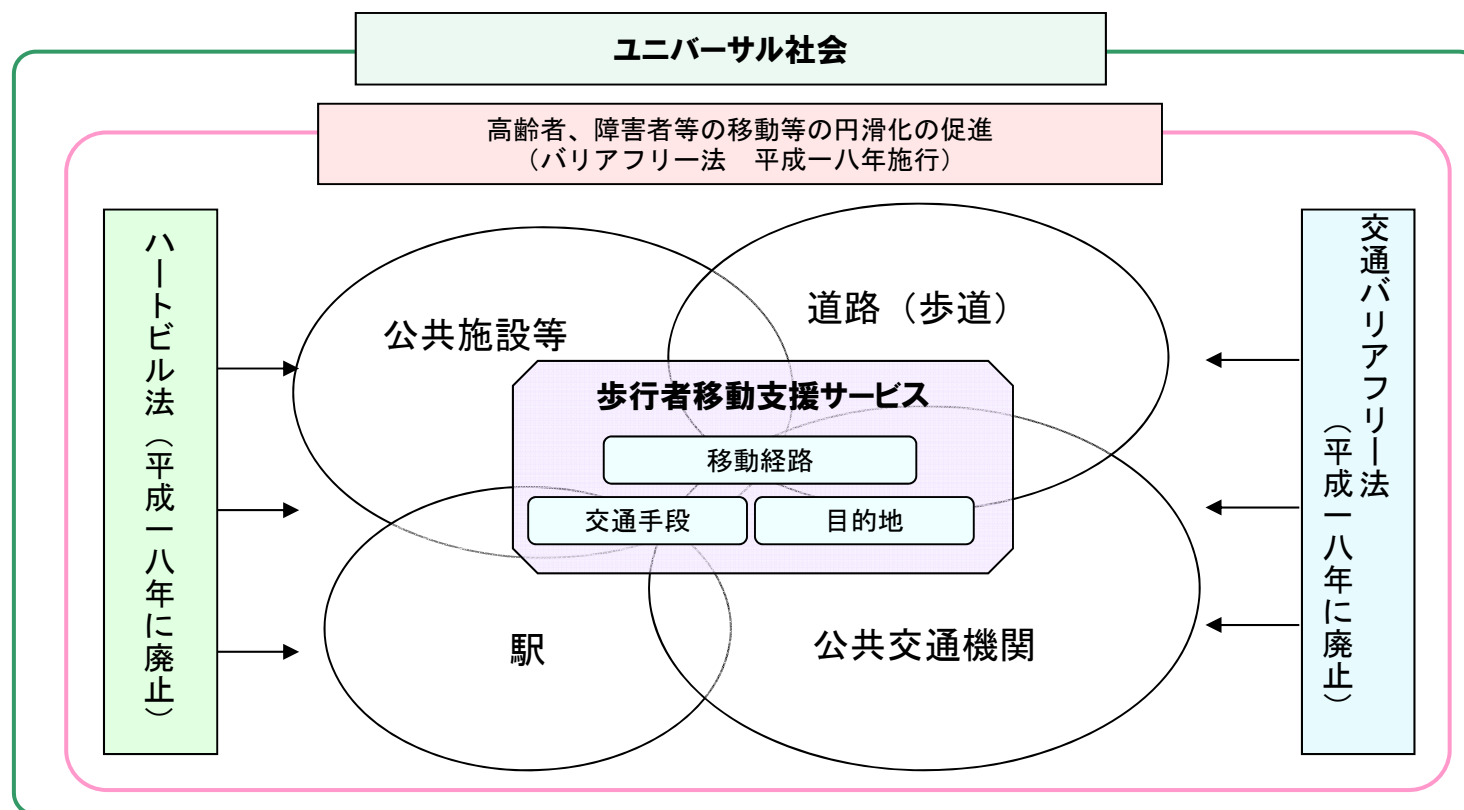 ユニバーサル社会
高齢者、障害者等の移動等の円滑化の促進
（バリアフリー法　平成一八年施行）
ハートビル法（平成一八年に廃止）
公共施設等
道路（歩道）
歩行者移動支援サービス
移動経路
交通手段
目的地
駅
公共交通機関
交通バリアフリー法
（平成一八年に廃止）